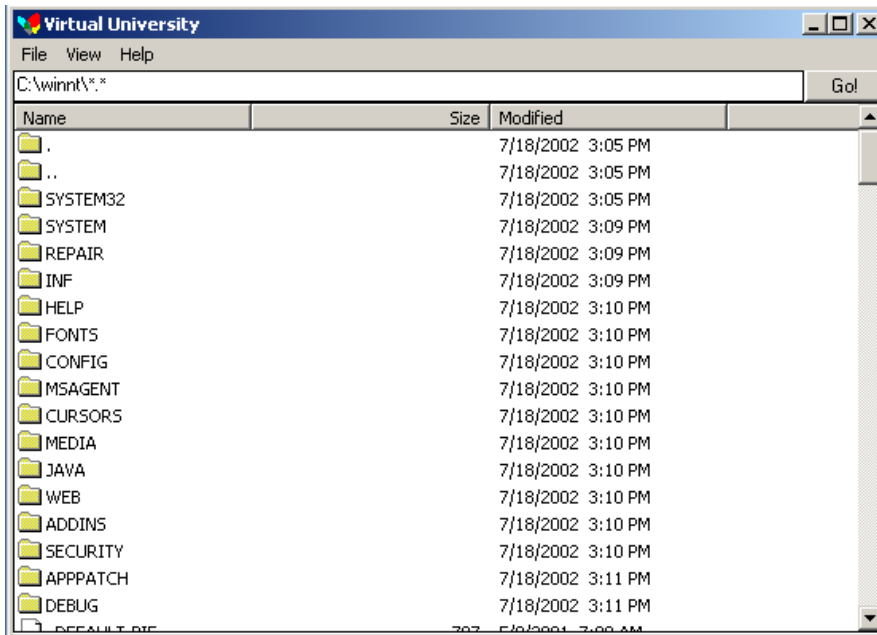 Virtual University
File View Help
C:\winnt\*.* Go!
Name Size Modified
. 7/18/2002 3:05 PM
.. 7/18/2002 3:05 PM
SYSTEM32 7/18/2002 3:05 PM
SYSTEM 7/18/2002 3:09 PM
REPAIR 7/18/2002 3:09 PM
INF 7/18/2002 3:09 PM
HELP 7/18/2002 3:10 PM
FONTS 7/18/2002 3:10 PM
CONFIG 7/18/2002 3:10 PM
MSAGENT 7/18/2002 3:10 PM
CURSORS 7/18/2002 3:10 PM
MEDIA 7/18/2002 3:10 PM
JAVA 7/18/2002 3:10 PM
WEB 7/18/2002 3:10 PM
ADDINS 7/18/2002 3:10 PM
SECURITY 7/18/2002 3:10 PM
APPPATCH 7/18/2002 3:11 PM
DEBUG 7/18/2002 3:11 PM